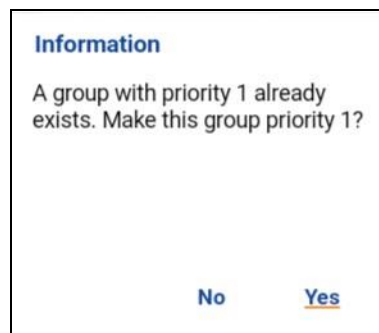 Information
A group with priority 1 already
exists. Make this group priority 1?
No Yes